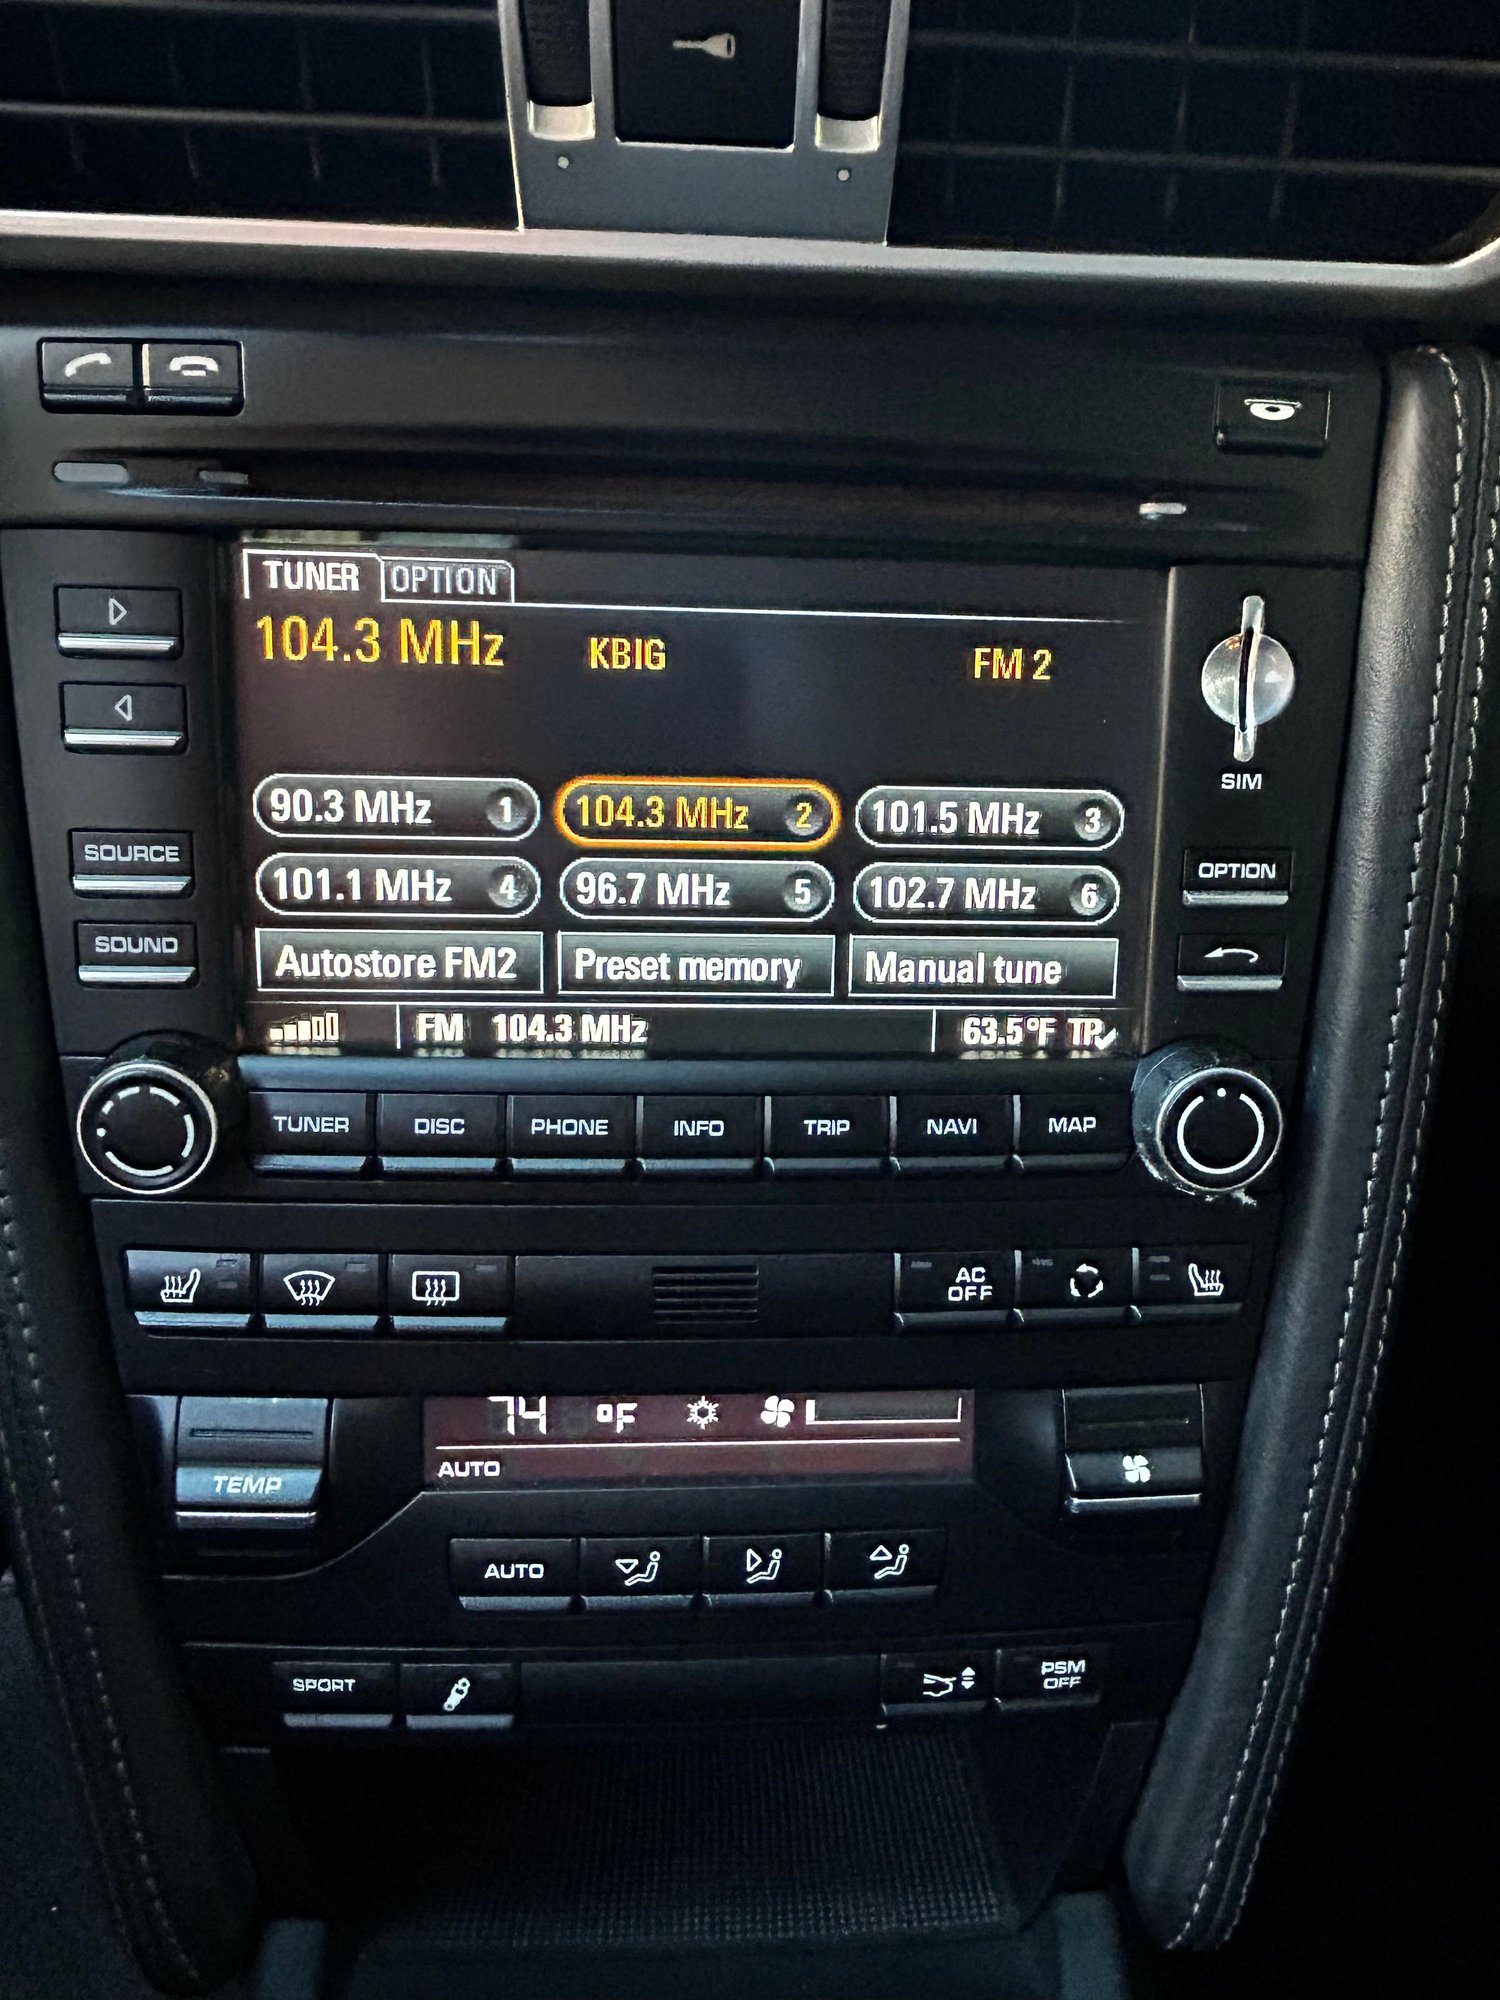 TUNER OPTION
104.3 MHz KBIG FM 2
90.3 MHz 1 104.3 MHz 2 101.5 MHz 3
101.1 MHz 4 96.7 MHz 5 102.7 MHz 6
Autostore FM2 Preset memory Manual tune
FM 104.3 MHz 63.5°F TP✓
SIM
SOURCE
OPTION
SOUND
TUNER DISC PHONE INFO TRIP NAVI MAP
AC
OFF
74 °F
AUTO
TEMP
AUTO
SPORT
PSM
OFF